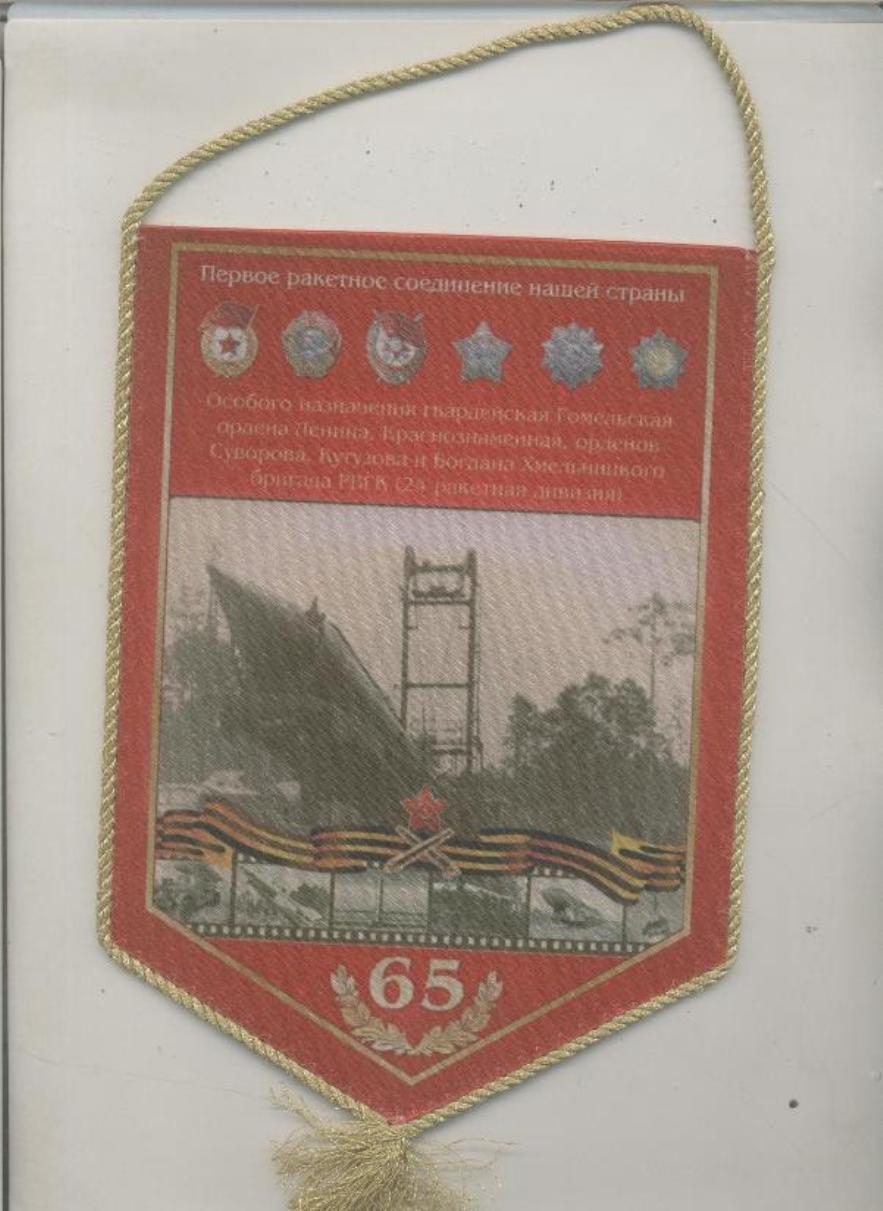 Первое ракетное соединение нашей страны
Особого назначения гвардейская Гомельская
ордена Ленина, Краснознаменная, орденов
Суворова, Кутузова и Богдана Хмельницкого
бригада РВГК (24 ракетная дивизия)
65